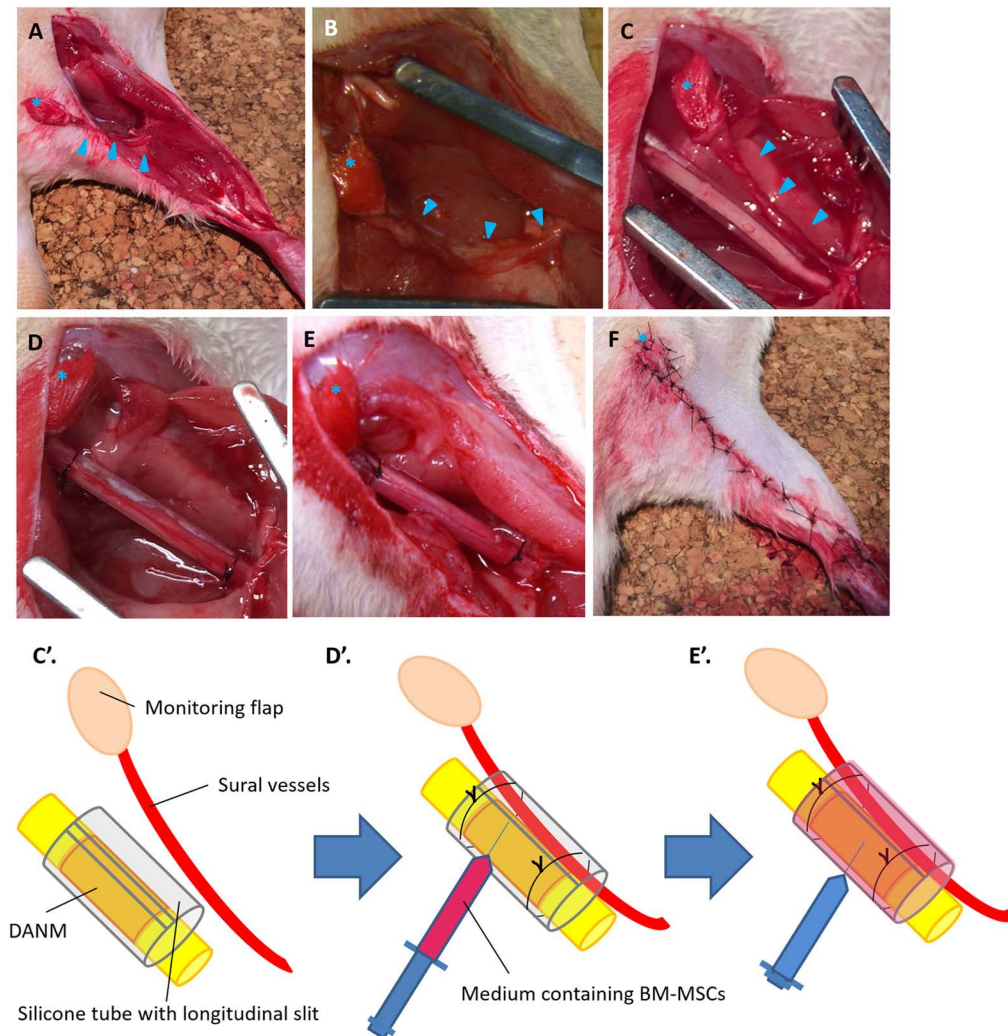 A
B
C
*
*
*
D
E
F
*
*
*
C’.
D’.
E’.
Monitoring flap
Sural vessels
DANM
Silicone tube with longitudinal slit
Medium containing BM-MSCs